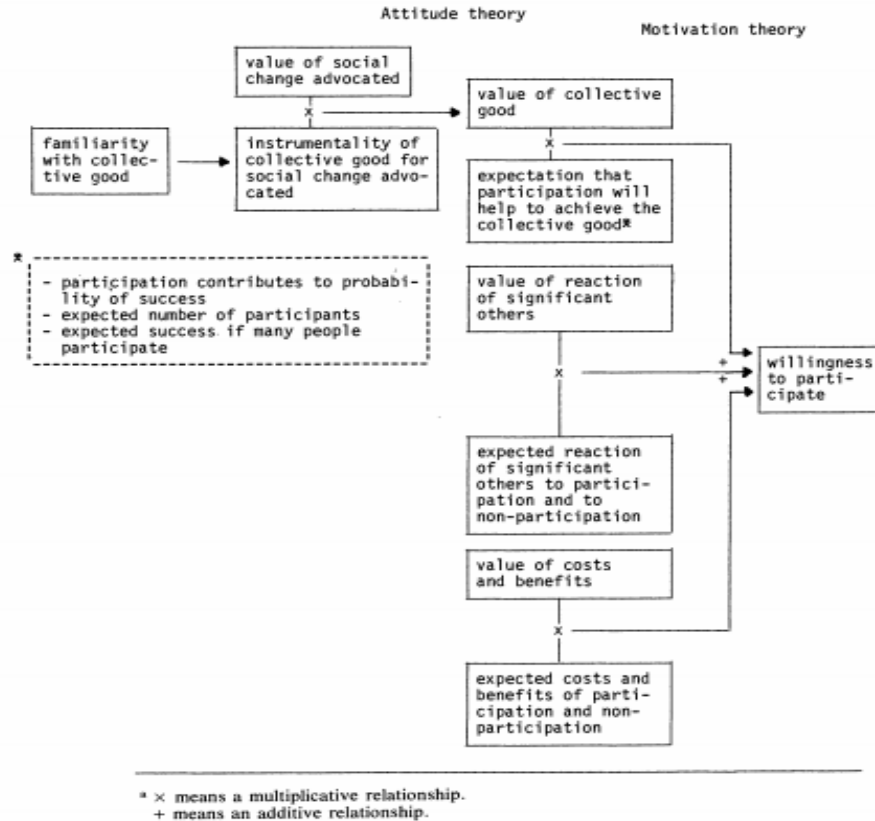 Attitude theory
Motivation theory
value of social
change advocated
x
value of collective
good
familiarity
with collec-
tive good
instrumentality of
collective good for
social change advo-
cated
x
expectation that
participation will
help to achieve the
collective good*
*
- participation contributes to probabi-
lity of success
- expected number of participants
- expected success if many people
participate
value of reaction
of significant
others
x
+
+
willingness
to parti-
cipate
expected reaction
of significant
others to partici-
pation and to
non-participation
value of costs
and benefits
x
expected costs and
benefits of parti-
cipation and non-
participation
* × means a multiplicative relationship.
+ means an additive relationship.